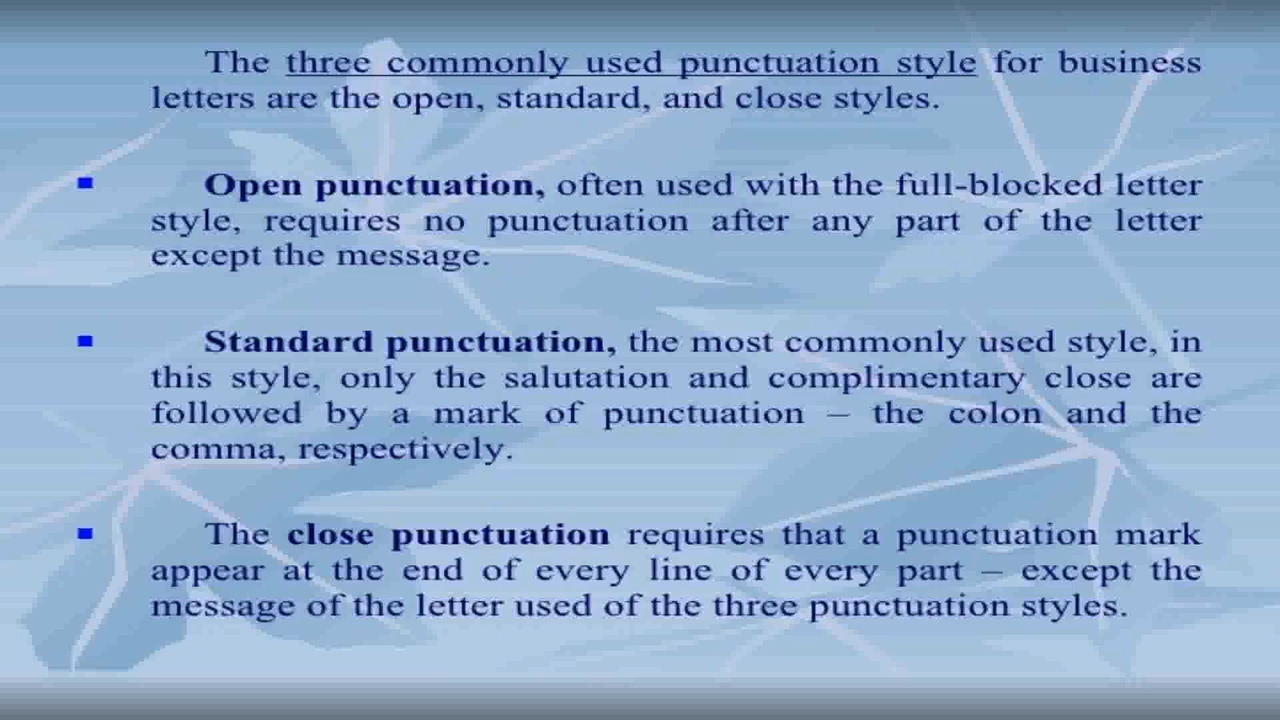 The three commonly used punctuation style for business
letters are the open, standard, and close styles.
Open punctuation, often used with the full-blocked letter
style, requires no punctuation after any part of the letter
except the message.
Standard punctuation, the most commonly used style, in
this style, only the salutation and complimentary close are
followed by a mark of punctuation – the colon and the
comma, respectively.
The close punctuation requires that a punctuation mark
appear at the end of every line of every part – except the
message of the letter used of the three punctuation styles.